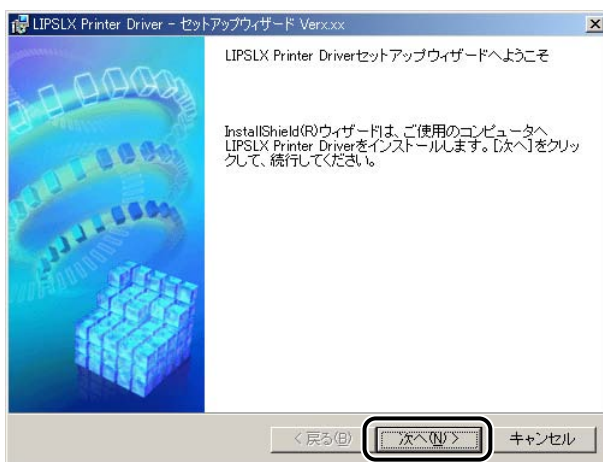 LIPSLX Printer Driver - セットアップウィザード Verx.xx
LIPSLX Printer Driverセットアップウィザードへようこそ
InstallShield(R)ウィザードは、ご使用のコンピュータへ
LIPSLX Printer Driverをインストールします。[次へ]をクリッ
クして、続行してください。
< 戻る(B) 次へ(N) > キャンセル